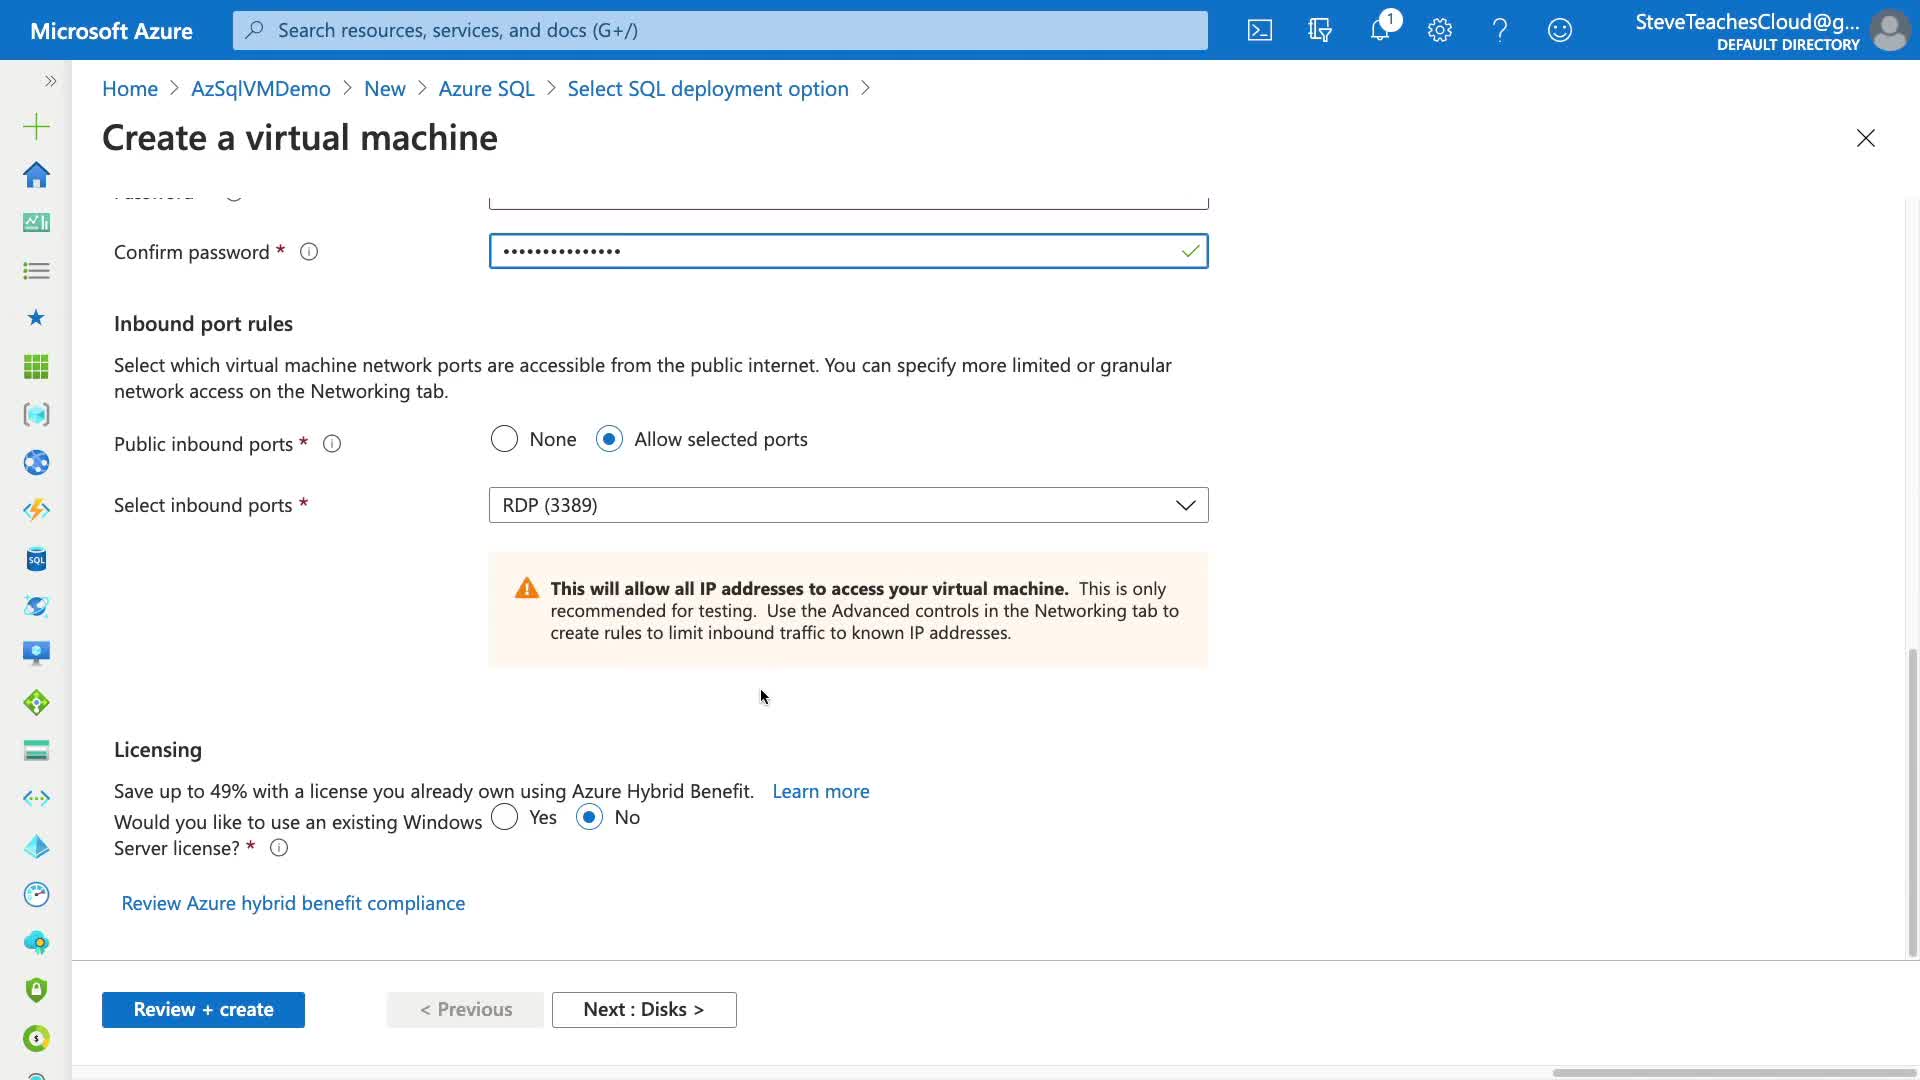 Microsoft Azure
Search resources, services, and docs (G+/)
1
SteveTeachesCloud@g...
DEFAULT DIRECTORY
Home > AzSqlVMDemo > New > Azure SQL > Select SQL deployment option >
Create a virtual machine
Confirm password *
•••••••••••••••
Inbound port rules
Select which virtual machine network ports are accessible from the public internet. You can specify more limited or granular
network access on the Networking tab.
Public inbound ports *
None
Allow selected ports
Select inbound ports *
RDP (3389)
This will allow all IP addresses to access your virtual machine. This is only
recommended for testing. Use the Advanced controls in the Networking tab to
create rules to limit inbound traffic to known IP addresses.
Licensing
Save up to 49% with a license you already own using Azure Hybrid Benefit. Learn more
Would you like to use an existing Windows
Server license? *
Yes
No
Review Azure hybrid benefit compliance
Review + create
< Previous
Next : Disks >
SQL